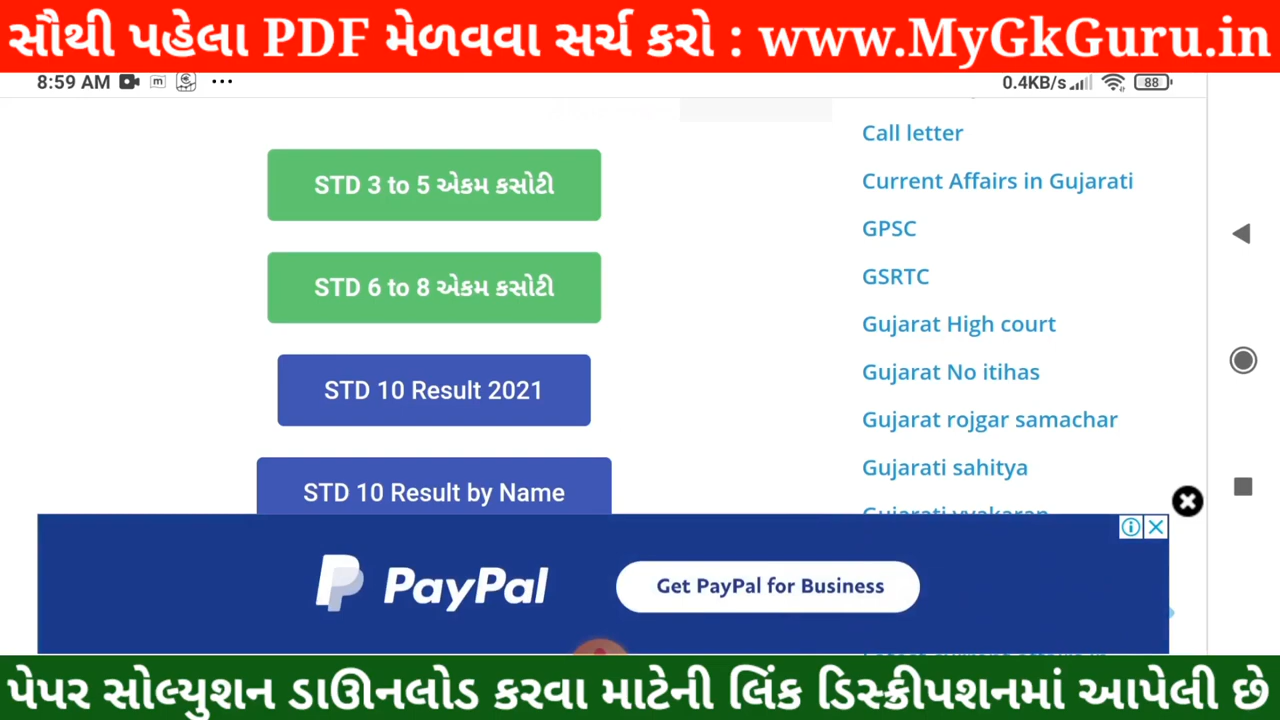 સૌથી પહેલા PDF મેળવવા સર્ચ કરો : www.MyGkGuru.in
8:59 AM
0.4KB/s
88
STD 3 to 5 એકમ કસોટી
STD 6 to 8 એકમ કસોટી
STD 10 Result 2021
STD 10 Result by Name
Call letter
Current Affairs in Gujarati
GPSC
GSRTC
Gujarat High court
Gujarat No itihas
Gujarat rojgar samachar
Gujarati sahitya
PayPal
Get PayPal for Business
પેપર સોલ્યુશન ડાઊનલોડ કરવા માટેની લિંક ડિસ્ક્રીપશનમાં આપેલી છે